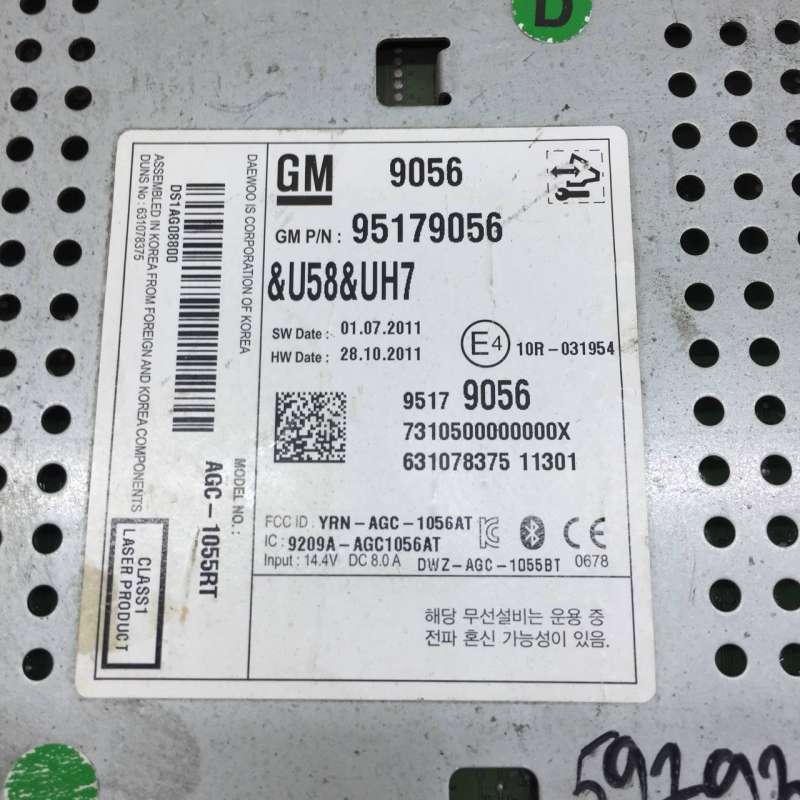 D
GM 9056
GM P/N : 95179056
&U58&UH7
SW Date : 01.07.2011
HW Date : 28.10.2011
E4 10R-031954
9517 9056
7310500000000X
631078375 11301
FCC ID : YRN-AGC-1056AT
IC : 9209A-AGC1056AT
Input : 14.4V DC 8.0 A DWZ-AGC-1055BT 0678
해당 무선설비는 운용 중
전파 혼신 가능성이 있음.
DAEWOO IS CORPORATION OF KOREA
MODEL NO. :
AGC-1055RT
DS1AG08800
ASSEMBLED IN KOREA FROM FOREIGN AND KOREA COMPONENTS
DUNS No : 631078375
CLASS1
LASER PRODUCT